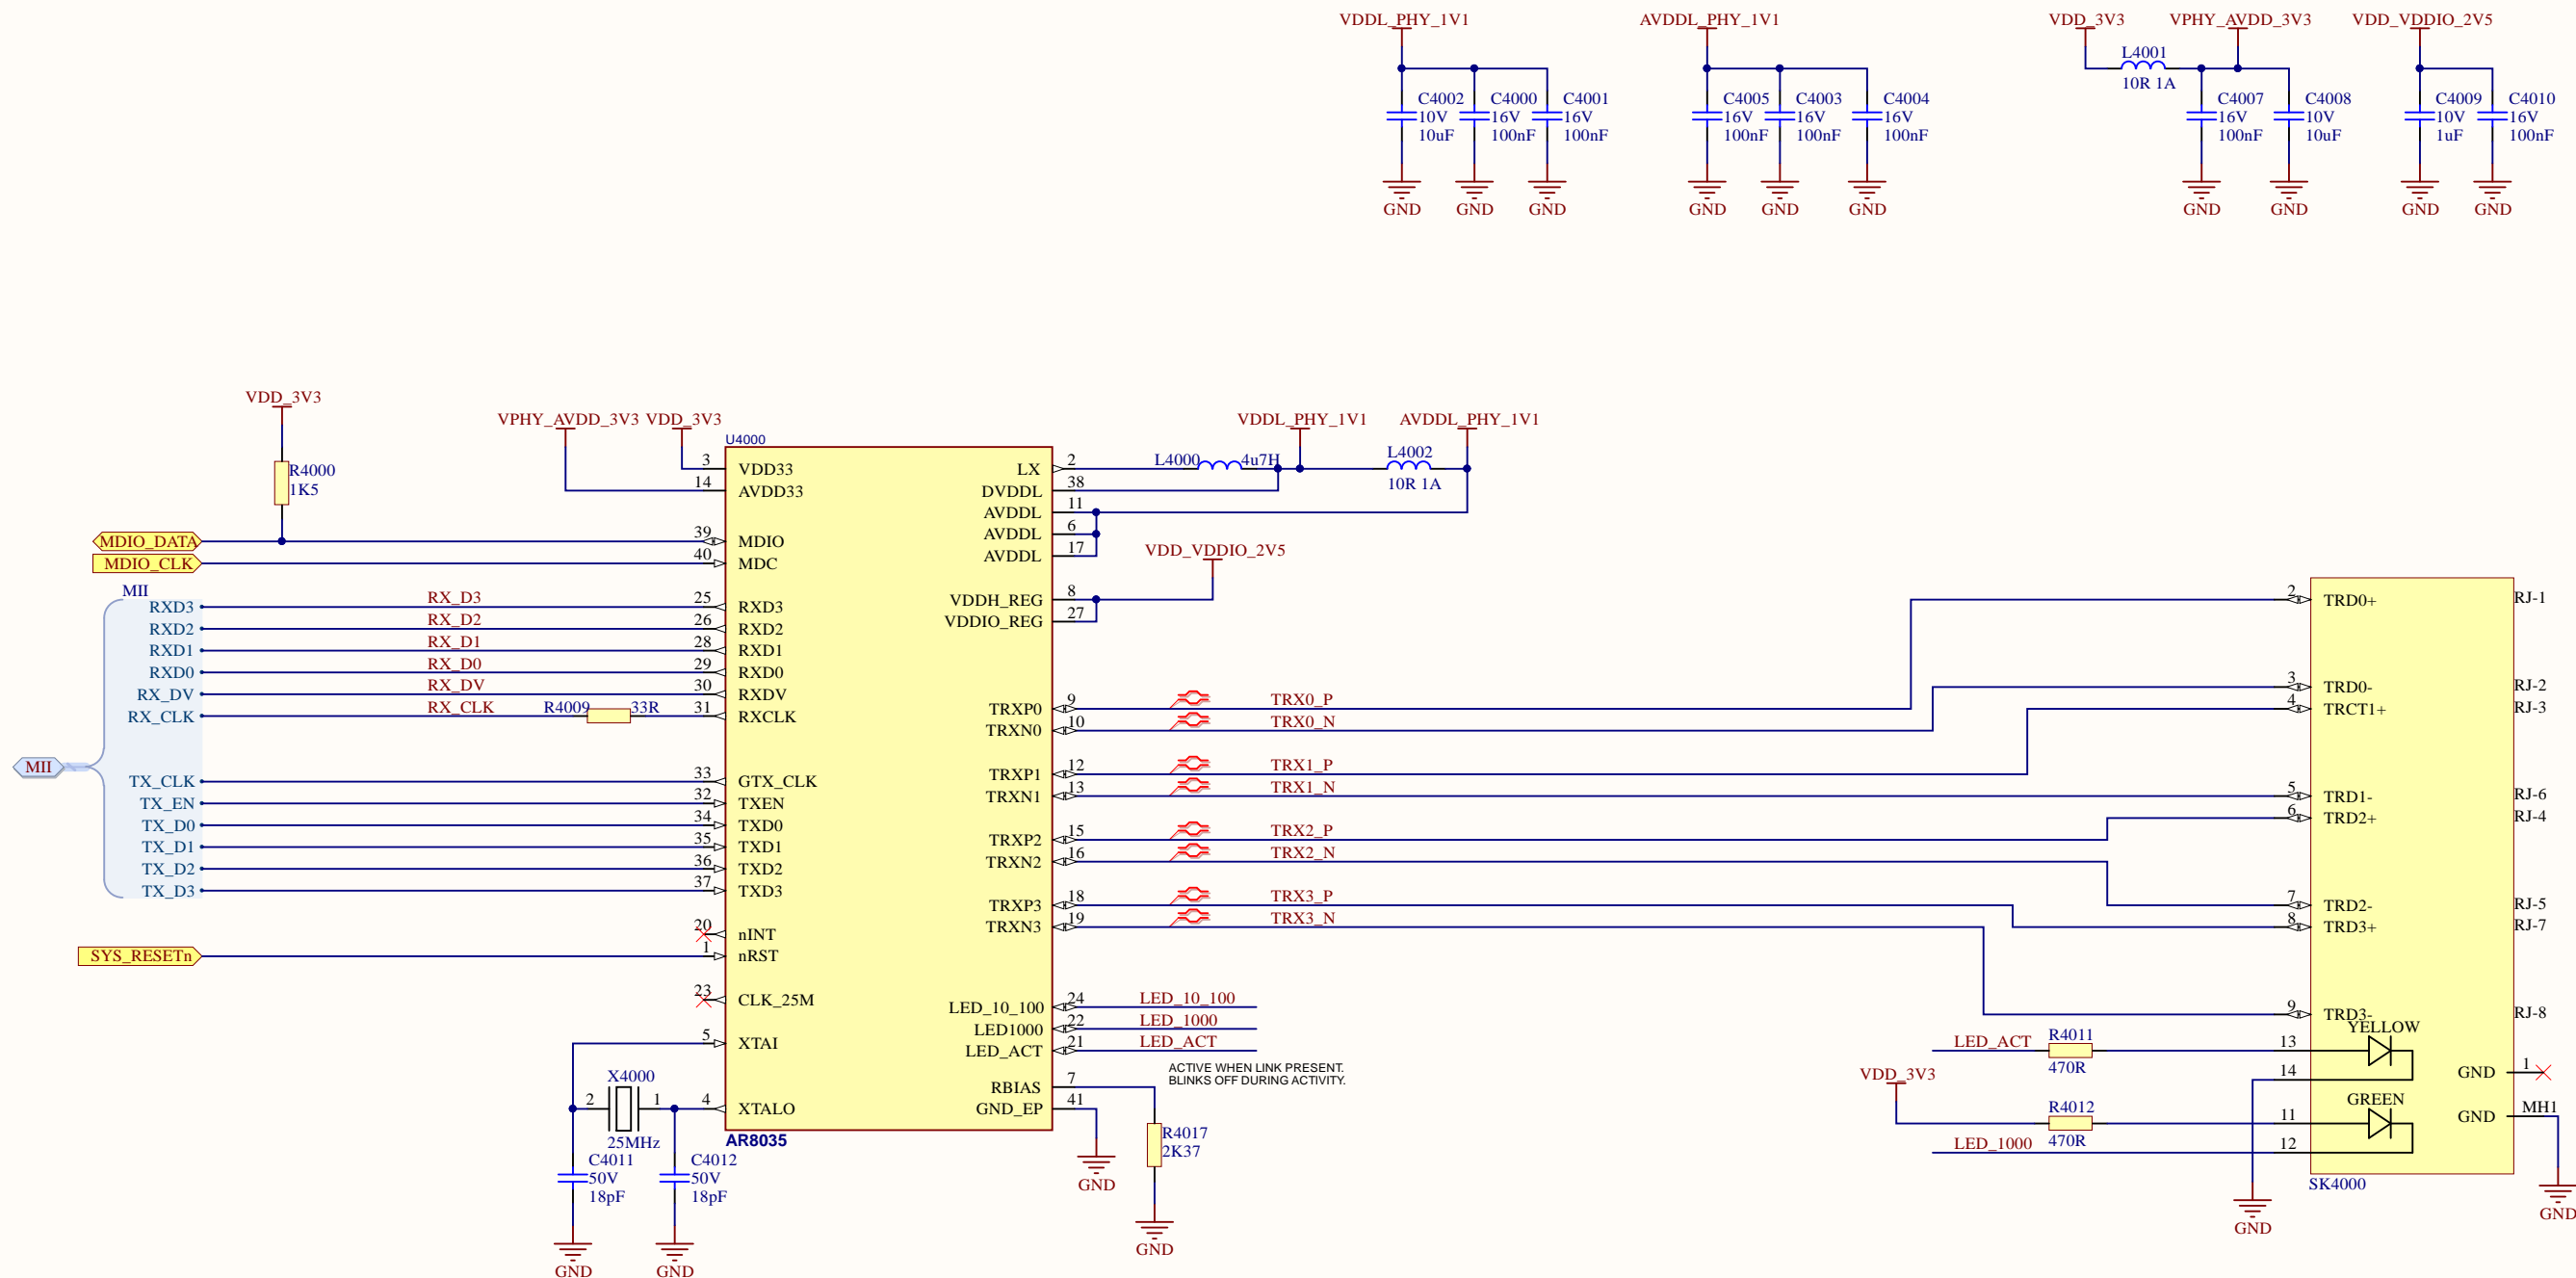 VDDL_PHY_1V1
AVDDL_PHY_1V1
VDD_3V3
VPHY_AVDD_3V3
VDD_VDDIO_2V5
L4001
10R 1A
C4002
10V
10uF
C4000
16V
100nF
C4001
16V
100nF
C4005
16V
100nF
C4003
16V
100nF
C4004
16V
100nF
C4007
16V
100nF
C4008
10V
10uF
C4009
10V
1uF
C4010
16V
100nF
GND
GND
GND
GND
GND
GND
GND
GND
GND
GND
VDD_3V3
R4000
1K5
VPHY_AVDD_3V3
VDD_3V3
MDIO_DATA
MDIO_CLK
MII
RXD3
RXD2
RXD1
RXD0
RX_DV
RX_CLK
TX_CLK
TX_EN
TX_D0
TX_D1
TX_D2
TX_D3
MII
SYS_RESETn
RX_D3
RX_D2
RX_D1
RX_D0
RX_DV
RX_CLK
R4009
33R
U4000
3 VDD33
14 AVDD33
39 MDIO
40 MDC
25 RXD3
26 RXD2
28 RXD1
29 RXD0
30 RXDV
31 RXCLK
33 GTX_CLK
32 TXEN
34 TXD0
35 TXD1
36 TXD2
37 TXD3
20 nINT
1 nRST
23 CLK_25M
5 XTAI
4 XTALO
LX 2
DVDDL 38
AVDDL 11
AVDDL 6
AVDDL 17
VDDH_REG 8
VDDIO_REG 27
TRXP0 9
TRXN0 10
TRXP1 12
TRXN1 13
TRXP2 15
TRXN2 16
TRXP3 18
TRXN3 19
LED_10_100 24
LED1000 22
LED_ACT 21
RBIAS 7
GND_EP 41
AR8035
X4000
2
1
25MHz
C4011
50V
18pF
C4012
50V
18pF
GND
GND
L4000
4u7H
VDDL_PHY_1V1
L4002
10R 1A
AVDDL_PHY_1V1
VDD_VDDIO_2V5
TRX0_P
TRX0_N
TRX1_P
TRX1_N
TRX2_P
TRX2_N
TRX3_P
TRX3_N
LED_10_100
LED_1000
LED_ACT
ACTIVE WHEN LINK PRESENT.
BLINKS OFF DURING ACTIVITY.
R4017
2K37
GND
GND
2 TRD0+ RJ-1
3 TRD0- RJ-2
4 TRCT1+ RJ-3
5 TRD1- RJ-6
6 TRD2+ RJ-4
7 TRD2- RJ-5
8 TRD3+ RJ-7
9 TRD3- RJ-8
YELLOW
LED_ACT
R4011
470R
13
14
VDD_3V3
GREEN
R4012
470R
11
LED_1000
12
GND 1
GND MH1
SK4000
GND
GND